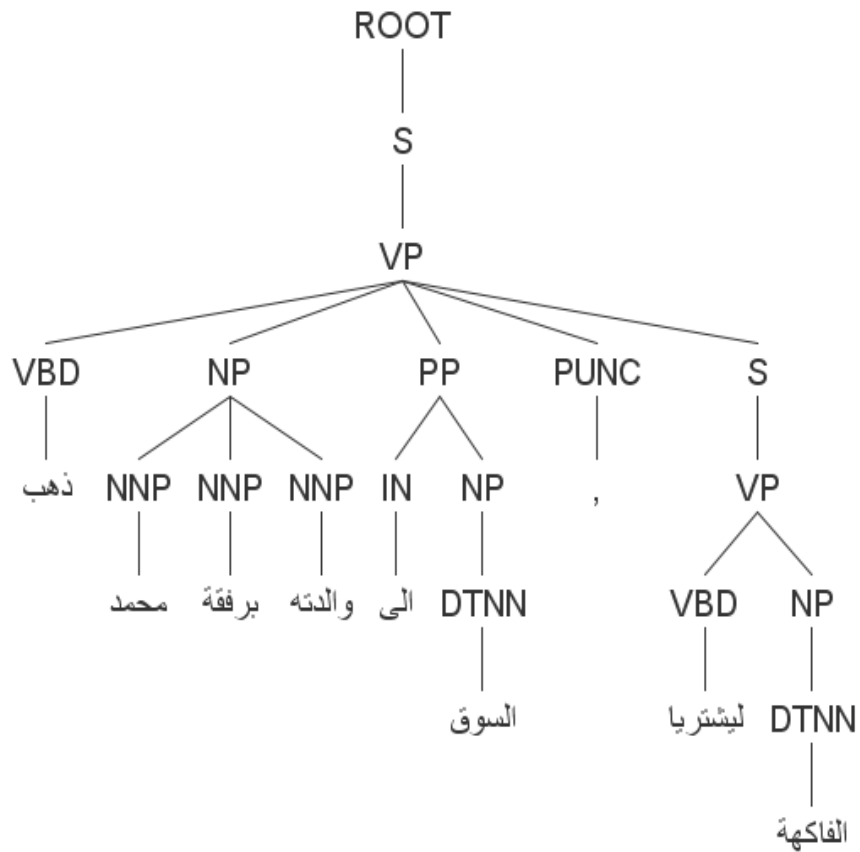 ROOT
S
VP
VBD NP PP PUNC S
ذهب NNP NNP NNP IN NP , VP
محمد برفقة والدته الى DTNN VBD NP
السوق ليشتريا DTNN
الفاكهة